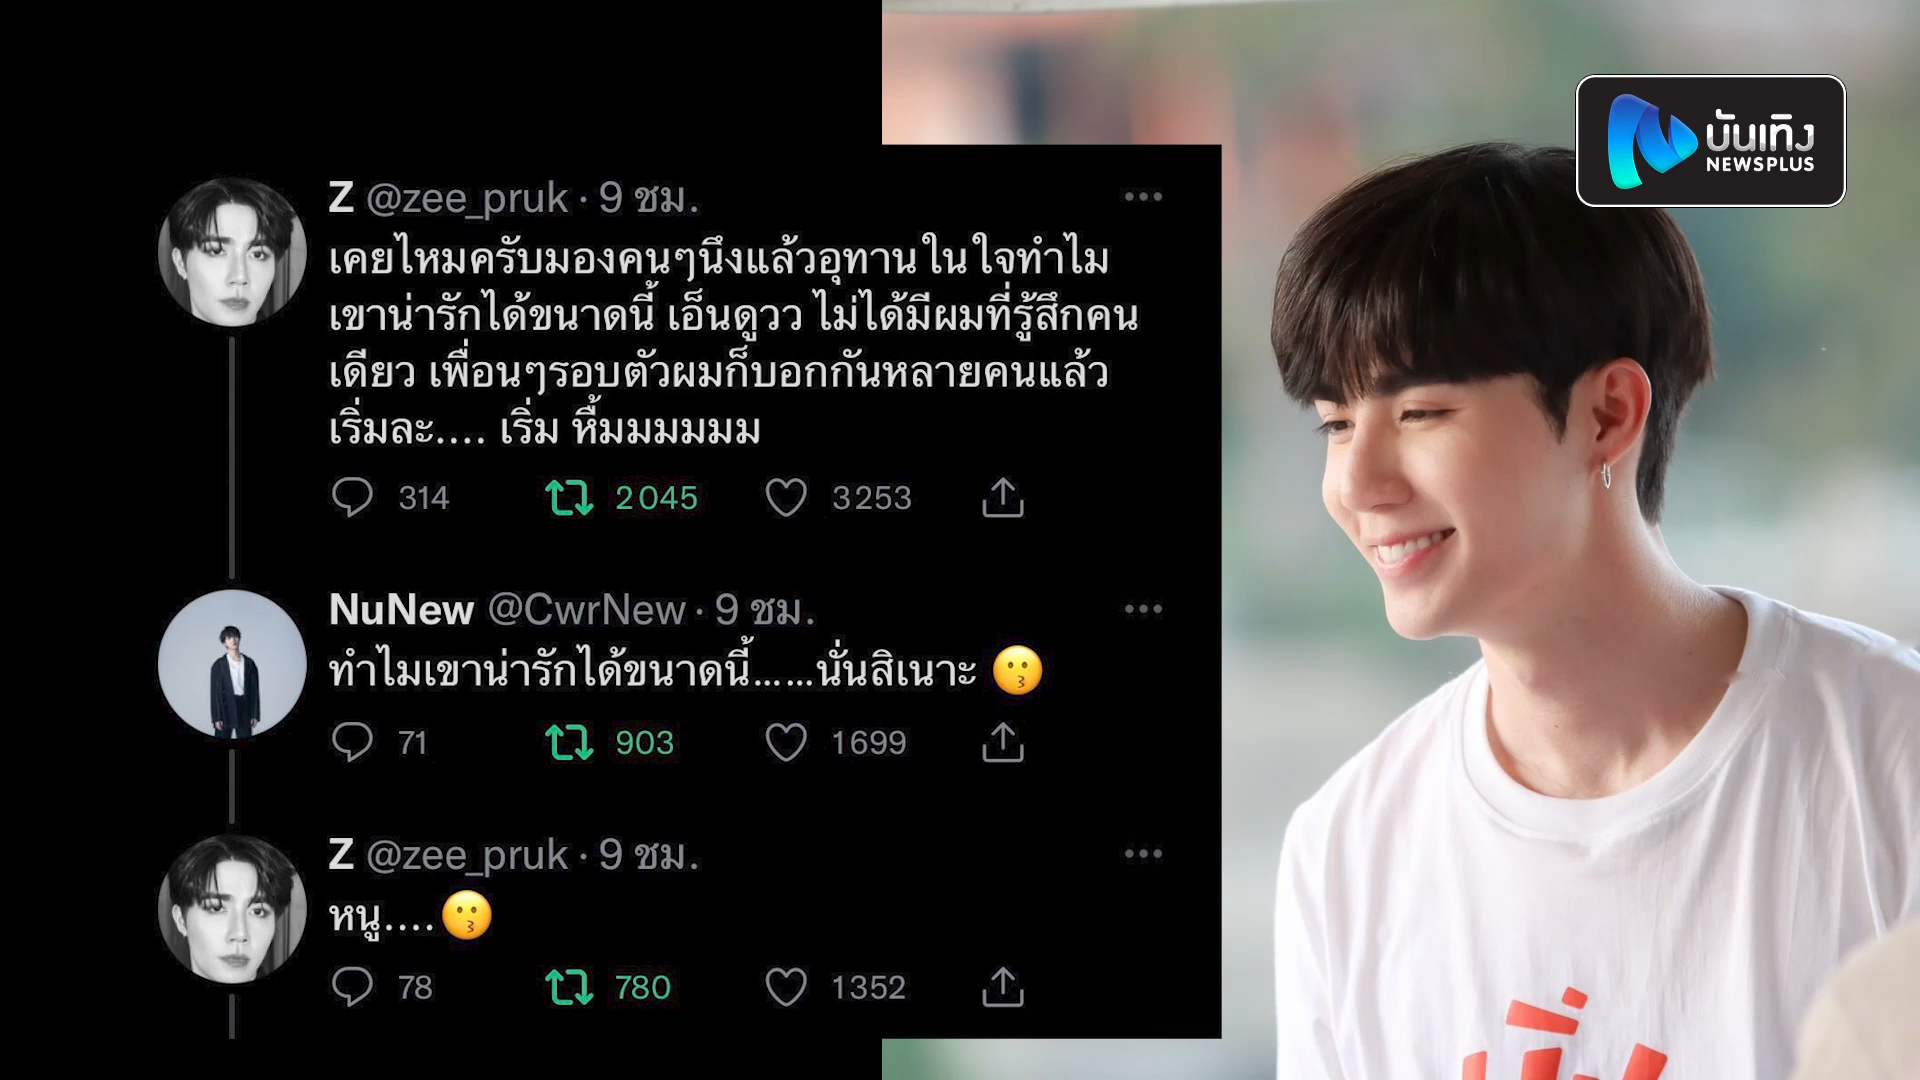 บันเทิง
NEWSPLUS
Z @zee_pruk · 9 ชม.
เคยไหมครับมองคนๆนึงแล้วอุทานในใจทำไม
เขาน่ารักได้ขนาดนี้ เอ็นดูวว ไม่ได้มีผมที่รู้สึกคน
เดียว เพื่อนๆรอบตัวผมก็บอกกันหลายคนแล้ว
เริ่มละ.... เริ่ม หื้มมมมมม
314 2 045 3 253
NuNew @CwrNew · 9 ชม.
ทำไมเขาน่ารักได้ขนาดนี้……นั่นสิเนาะ 😗
71 903 1 699
Z @zee_pruk · 9 ชม.
หนู....😗
78 780 1 352